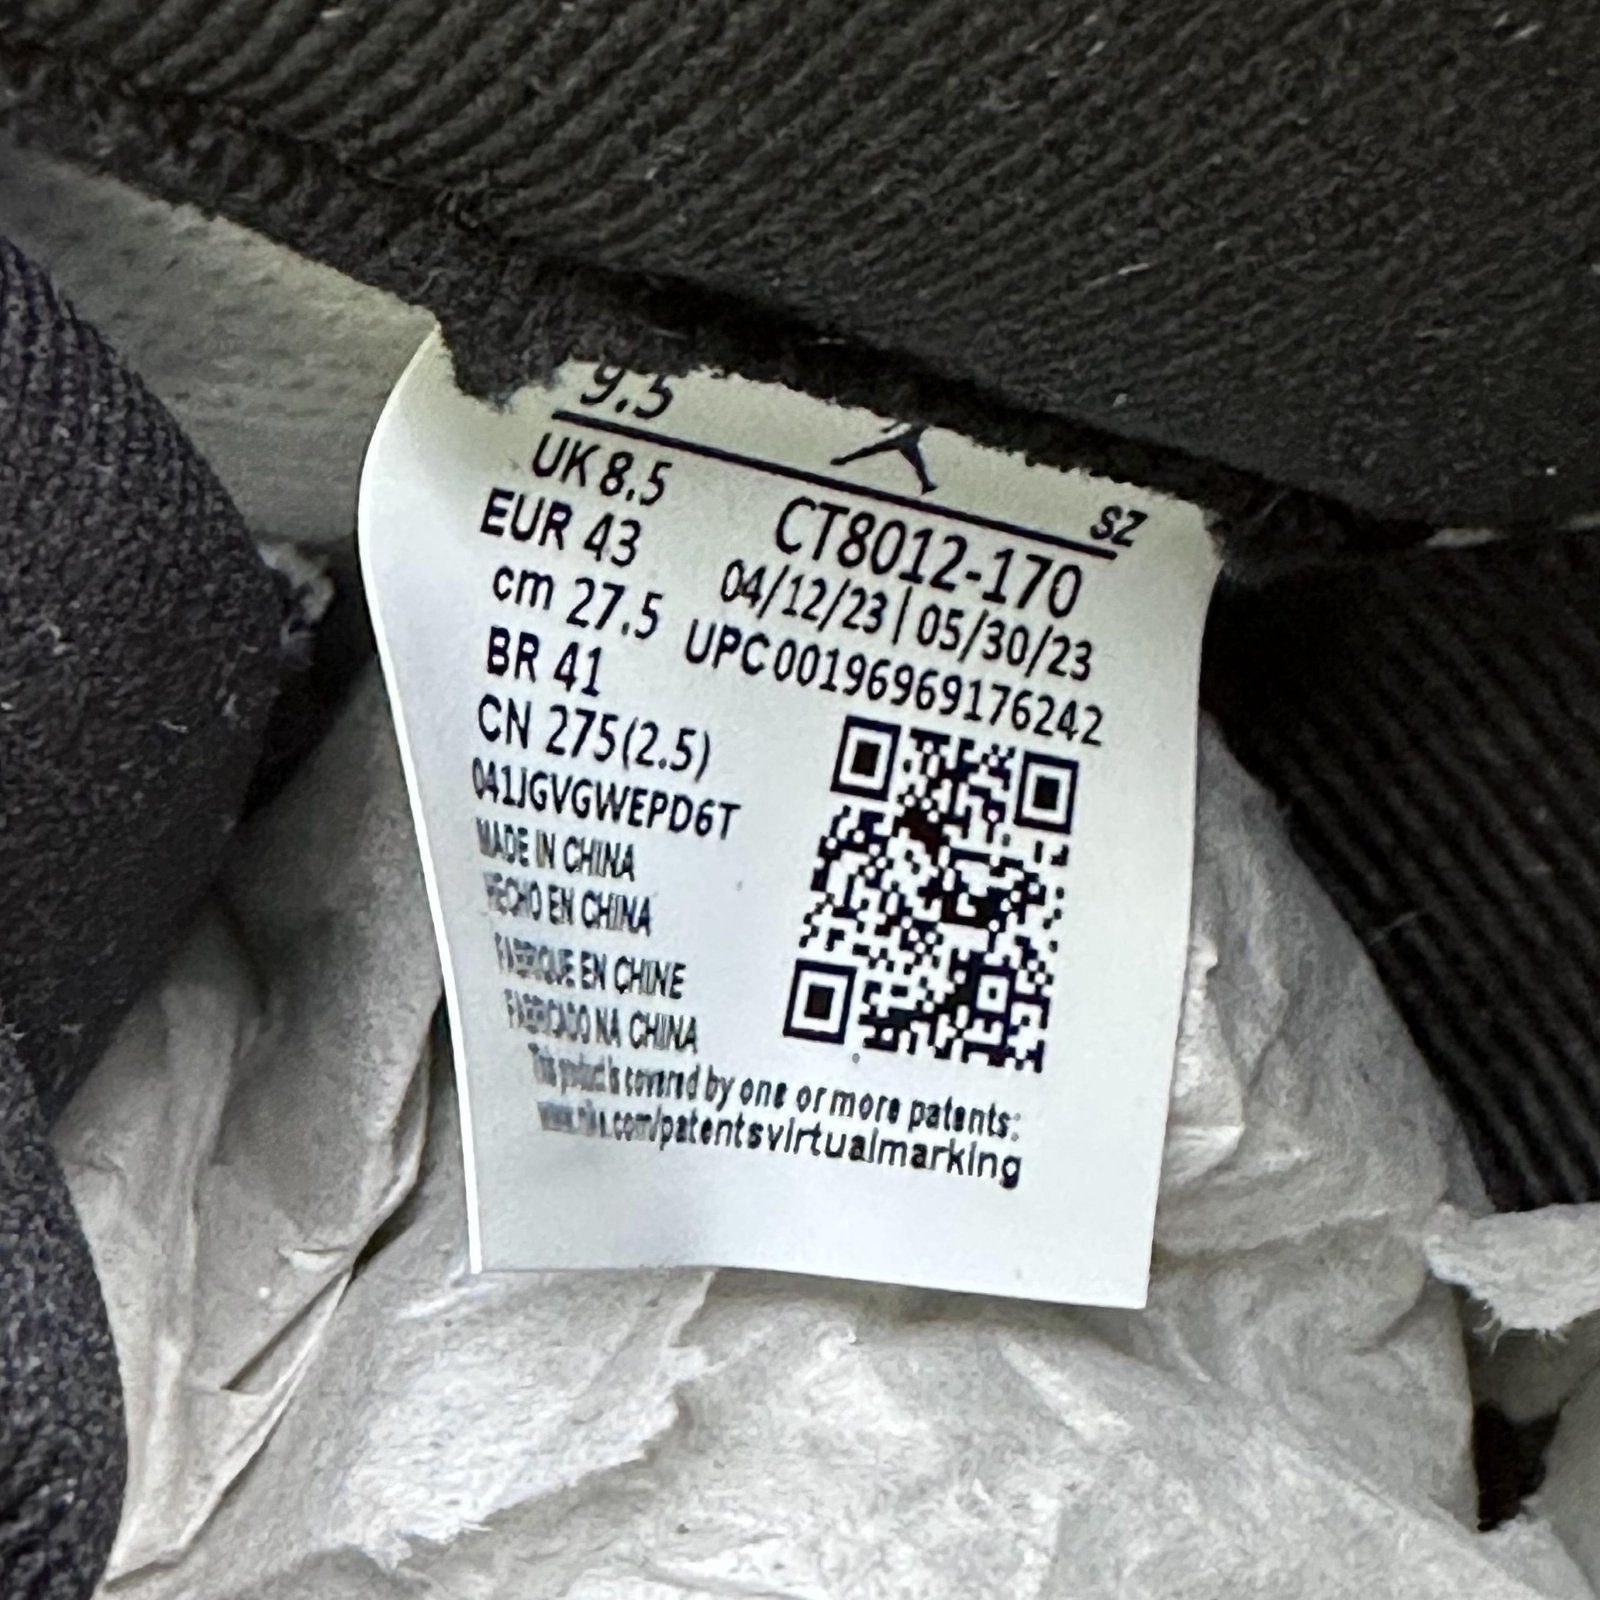 9.5
SZ
UK 8.5
EUR 43
cm 27.5
BR 41
CN 275(2.5)
CT8012-170
04/12/23 | 05/30/23
UPC00196969176242
041JGVGWEPD6T
MADE IN CHINA
HECHO EN CHINA
FABRIQUE EN CHINE
FABRICADO NA CHINA
This product is covered by one or more patents:
www.nike.com/patentsvirtualmarking